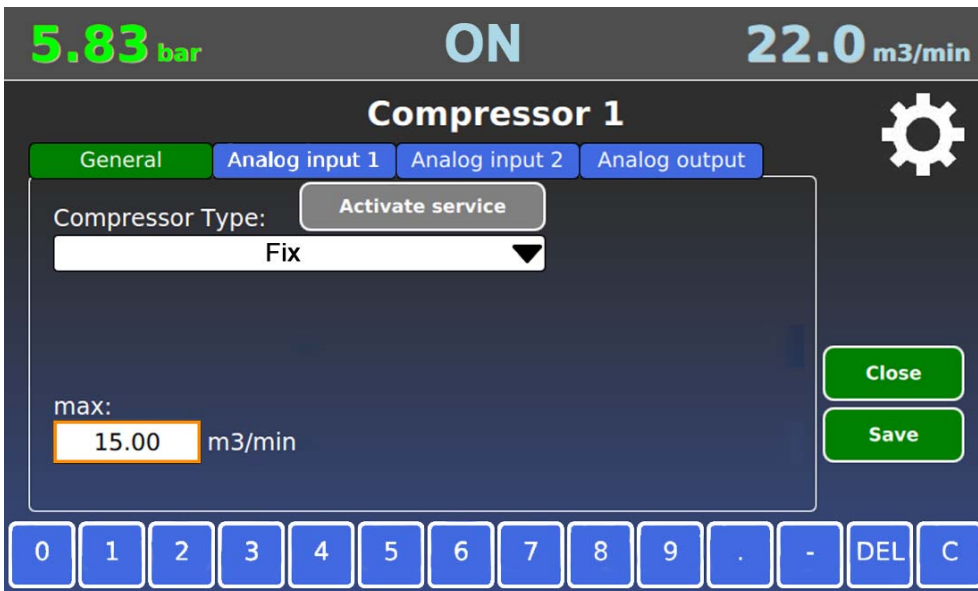 5.83 bar ON 22.0 m3/min
Compressor 1
General Analog input 1 Analog input 2 Analog output
Activate service
Compressor Type:
Fix
Close
max:
15.00 m3/min
Save
0 1 2 3 4 5 6 7 8 9 . - DEL C